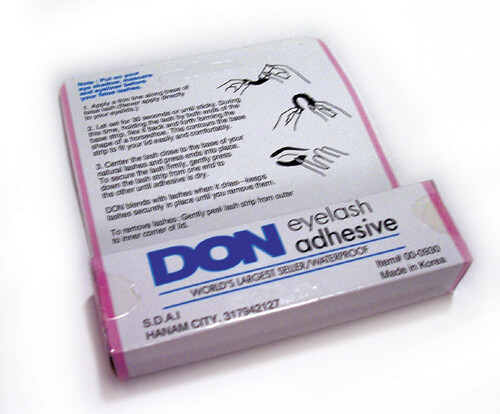 Note : Put on your
eye shadow, mascara
and eyeliner before
your false lashes.
1. Apply a thin line along base of
base lash.(Never apply directly
to your eyelids.)
2. Let set for 30 seconds or until sticky. During
this time, holding the lash by both ends of the
base strip, flex it back and forth forming the
shape of a horseshoe. This contours the base
strip to fit your lid easily and comfortably.
3. Center the lash close to the base of your
natural lashes and press ends into place.
To secure the lash firmly, gently press
down the lash strip from one end to
the other until adhesive is dry.
DON blends with lashes when it dries--keeps
lashes securely in place until you remove them.
To remove lashes: Gently peel lash strip from outer
to inner corner of lid.
DON eyelash
adhesive
WORLD'S LARGEST SELLER/WATERPROOF
S.D.A.I
HANAM CITY. 317942127
Item# 00-0930
Made in Korea